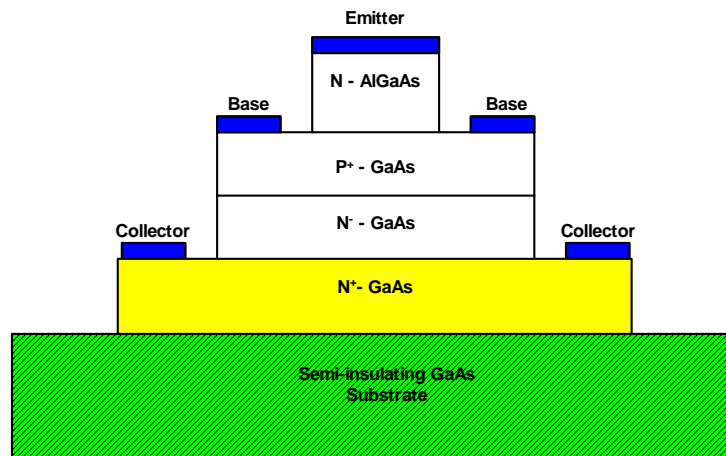 Emitter
N - AlGaAs
Base
Base
P⁺ - GaAs
N⁻ - GaAs
Collector
Collector
N⁺- GaAs
Semi-insulating GaAs
Substrate